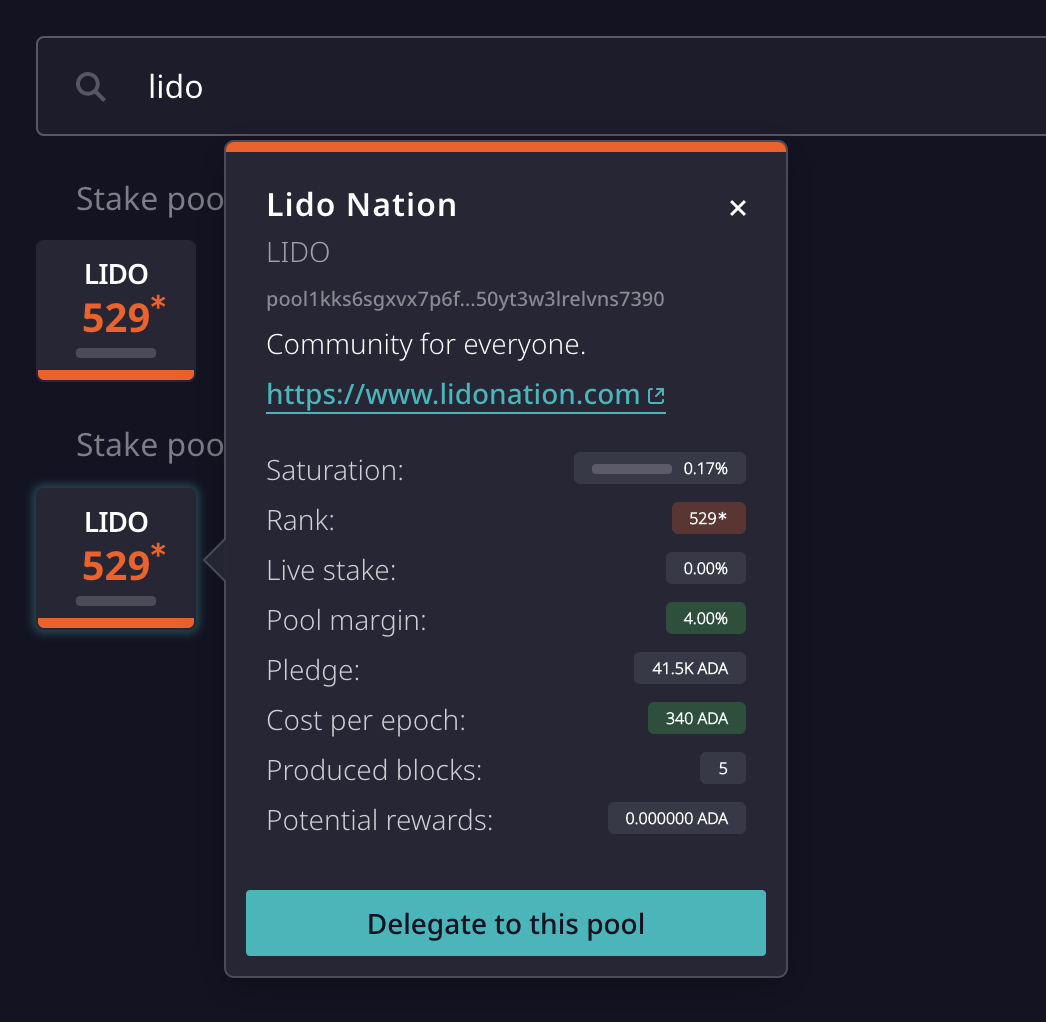 lido
Stake poo
LIDO
529*
Stake poo
LIDO
529*
Lido Nation
×
LIDO
pool1kks6sgxvx7p6f...50yt3w3lrelvns7390
Community for everyone.
https://www.lidonation.com
Saturation: 0.17%
Rank: 529*
Live stake: 0.00%
Pool margin: 4.00%
Pledge: 41.5K ADA
Cost per epoch: 340 ADA
Produced blocks: 5
Potential rewards: 0.000000 ADA
Delegate to this pool